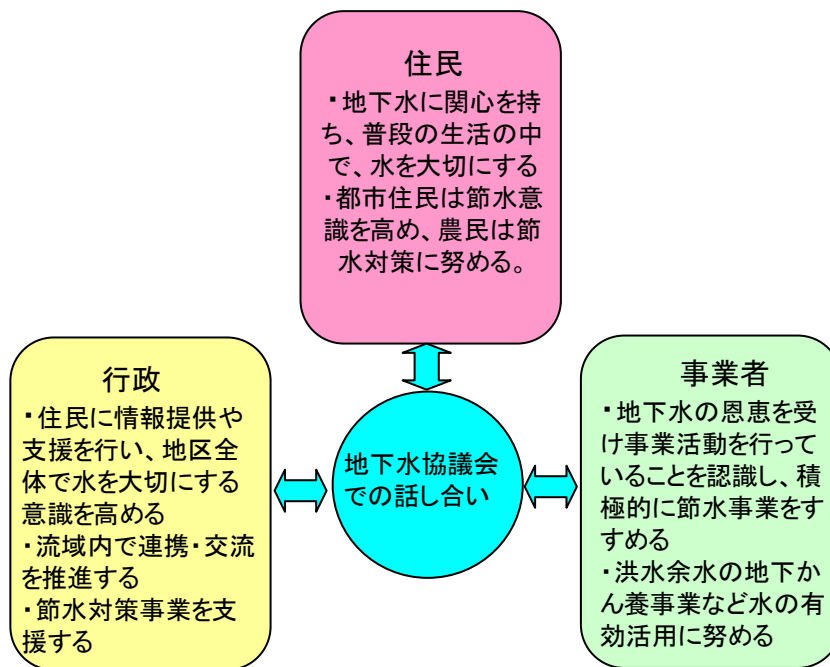 住民
・地下水に関心を持
ち、普段の生活の中
で、水を大切にする
・都市住民は節水意
識を高め、農民は節
水対策に努める。
行政
・住民に情報提供や
支援を行い、地区全
体で水を大切にする
意識を高める
・流域内で連携・交流
を推進する
・節水対策事業を支
援する
地下水協議会
での話し合い
事業者
・地下水の恩恵を受
け事業活動を行って
いることを認識し、積
極的に節水事業をす
すめる
・洪水余水の地下か
ん養事業など水の有
効活用に努める